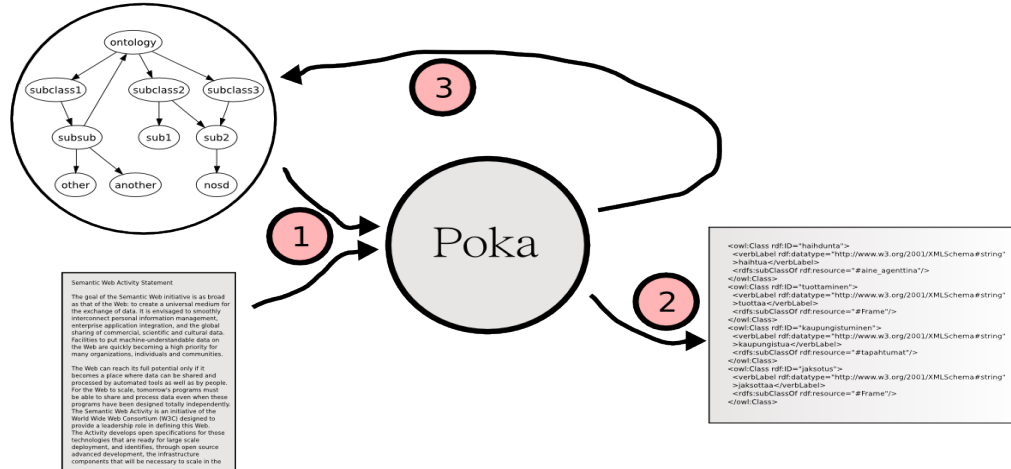 ontology
subclass1
subclass2
subclass3
subsub
sub1
sub2
other
another
nosd
3
1
Poka
2
Semantic Web Activity Statement
The goal of the Semantic Web initiative is as broad
as that of the Web: to create a universal medium for
the exchange of data. It is envisaged to smoothly
interconnect personal information management,
enterprise application integration, and the global
sharing of commercial, scientific and cultural data.
Facilities to put machine-understandable data on
the Web are quickly becoming a high priority for
many organizations, individuals and communities.
The Web can reach its full potential only if it
becomes a place where data can be shared and
processed by automated tools as well as by people.
For the Web to scale, tomorrow's programs must
be able to share and process data even when these
programs have been designed totally independently.
The Semantic Web Activity is an initiative of the
World Wide Web Consortium (W3C) designed to
provide a leadership role in defining this Web.
The Activity develops open specifications for those
technologies that are ready for large scale
deployment, and identifies, through open source
advanced development, the infrastructure
components that will be necessary to scale in the
<owl:Class rdf:ID="haihdunta">
<verbLabel rdf:datatype="http://www.w3.org/2001/XMLSchema#string"
>haihtua</verbLabel>
<rdfs:subClassOf rdf:resource="#aine_agenttina"/>
</owl:Class>
<owl:Class rdf:ID="tuottaminen">
<verbLabel rdf:datatype="http://www.w3.org/2001/XMLSchema#string"
>tuottaa</verbLabel>
<rdfs:subClassOf rdf:resource="#Frame"/>
</owl:Class>
<owl:Class rdf:ID="kaupungistuminen">
<verbLabel rdf:datatype="http://www.w3.org/2001/XMLSchema#string"
>kaupungistua</verbLabel>
<rdfs:subClassOf rdf:resource="#tapahtumat"/>
</owl:Class>
<owl:Class rdf:ID="jaksotus">
<verbLabel rdf:datatype="http://www.w3.org/2001/XMLSchema#string"
>jaksottaa</verbLabel>
<rdfs:subClassOf rdf:resource="#Frame"/>
</owl:Class>